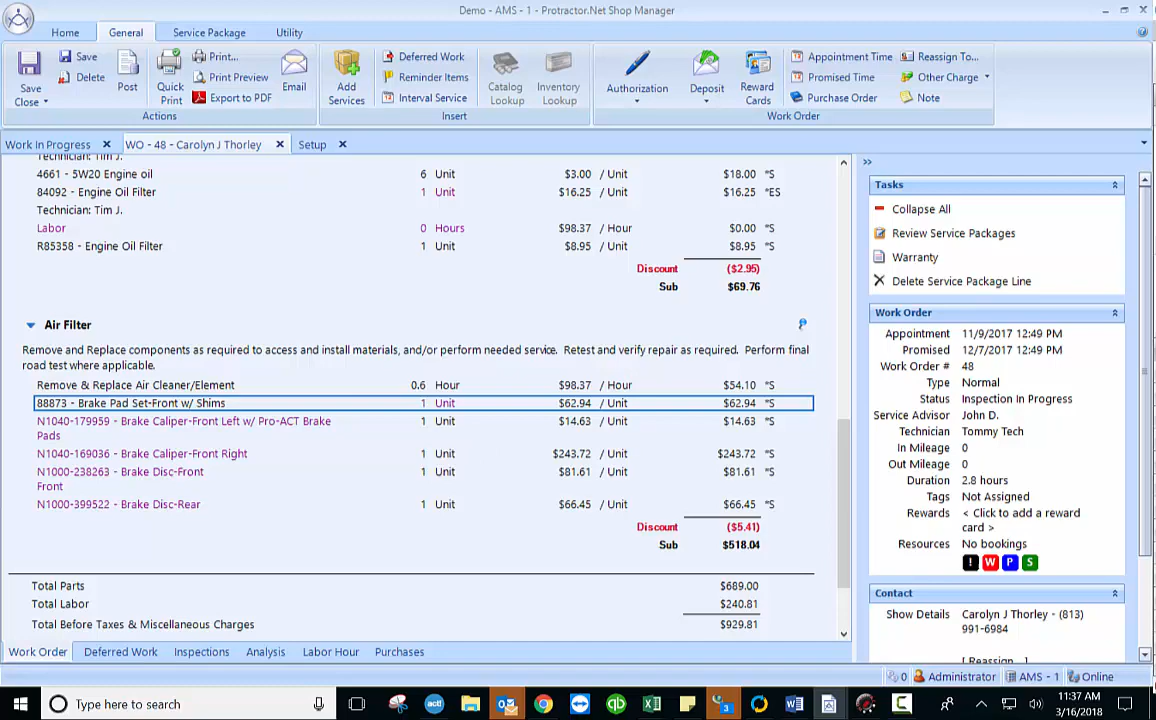 Demo - AMS - 1 - Protractor.Net Shop Manager
Home General Service Package Utility
Save Close
Save
Delete
Post
Quick Print
Print...
Print Preview
Export to PDF
Email
Actions
Add Services
Deferred Work
Reminder Items
Interval Service
Catalog Lookup
Inventory Lookup
Insert
Authorization
Deposit
Reward Cards
Appointment Time
Promised Time
Purchase Order
Reassign To...
Other Charge
Note
Work Order
Work In Progress WO - 48 - Carolyn J Thorley Setup
Technician: Tim J.
4661 - 5W20 Engine oil 6 Unit $3.00 / Unit $18.00 *S
84092 - Engine Oil Filter 1 Unit $16.25 / Unit $16.25 *ES
Technician: Tim J.
Labor 0 Hours $98.37 / Hour $0.00 *S
R85358 - Engine Oil Filter 1 Unit $8.95 / Unit $8.95 *S
Discount ($2.95)
Sub $69.76
Air Filter
Remove and Replace components as required to access and install materials, and/or perform needed service. Retest and verify repair as required. Perform final
road test where applicable.
Remove & Replace Air Cleaner/Element 0.6 Hour $98.37 / Hour $54.10 *S
88873 - Brake Pad Set-Front w/ Shims 1 Unit $62.94 / Unit $62.94 *S
N1040-179959 - Brake Caliper-Front Left w/ Pro-ACT Brake 1 Unit $14.63 / Unit $14.63 *S
Pads
N1040-169036 - Brake Caliper-Front Right 1 Unit $243.72 / Unit $243.72 *S
N1000-238263 - Brake Disc-Front 1 Unit $81.61 / Unit $81.61 *S
Front
N1000-399522 - Brake Disc-Rear 1 Unit $66.45 / Unit $66.45 *S
Discount ($5.41)
Sub $518.04
Total Parts $689.00
Total Labor $240.81
Total Before Taxes & Miscellaneous Charges $929.81
Work Order Deferred Work Inspections Analysis Labor Hour Purchases
Tasks
Collapse All
Review Service Packages
Warranty
Delete Service Package Line
Work Order
Appointment 11/9/2017 12:49 PM
Promised 12/7/2017 12:49 PM
Work Order # 48
Type Normal
Status Inspection In Progress
Service Advisor John D.
Technician Tommy Tech
In Mileage 0
Out Mileage 0
Duration 2.8 hours
Tags Not Assigned
Rewards < Click to add a reward
card >
Resources No bookings
! W P S
Contact
Show Details Carolyn J Thorley - (813)
991-6984
[ Reassign... ]
0 Administrator AMS - 1 Online
Type here to search
act!
qb
3
11:37 AM
3/16/2018